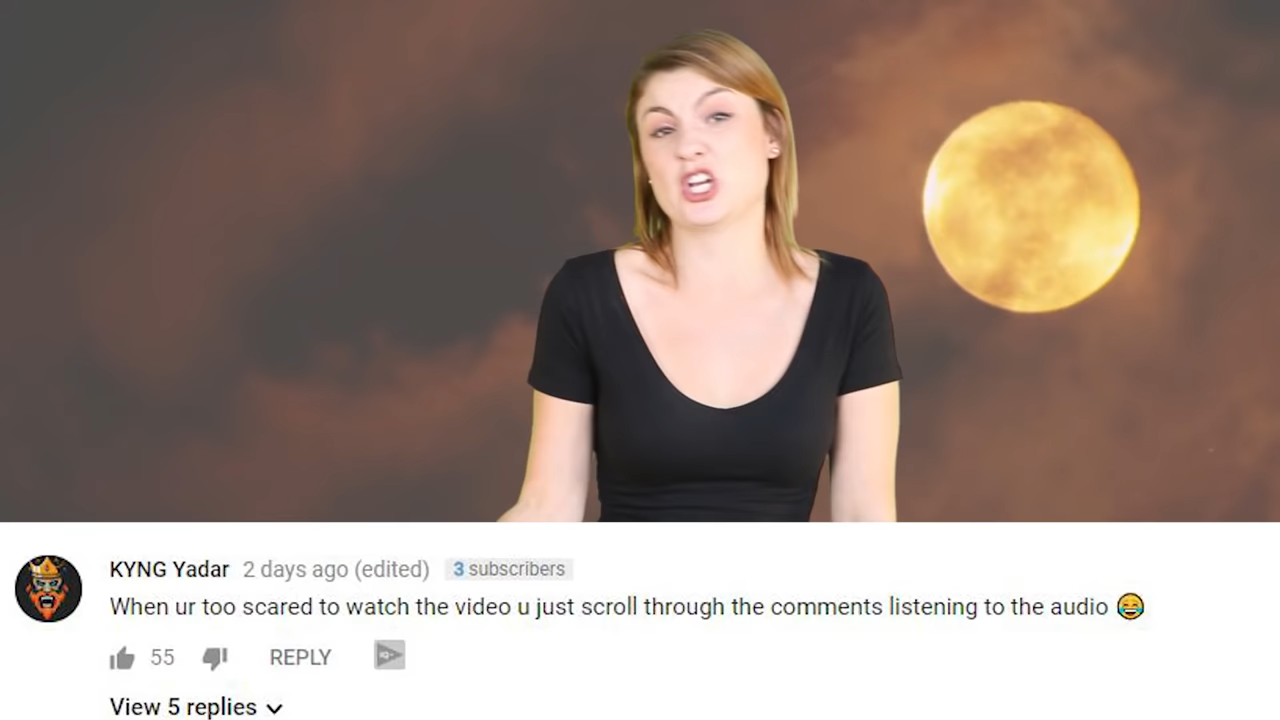 KYNG Yadar 2 days ago (edited) 3 subscribers
When ur too scared to watch the video u just scroll through the comments listening to the audio 😂
55 REPLY
View 5 replies